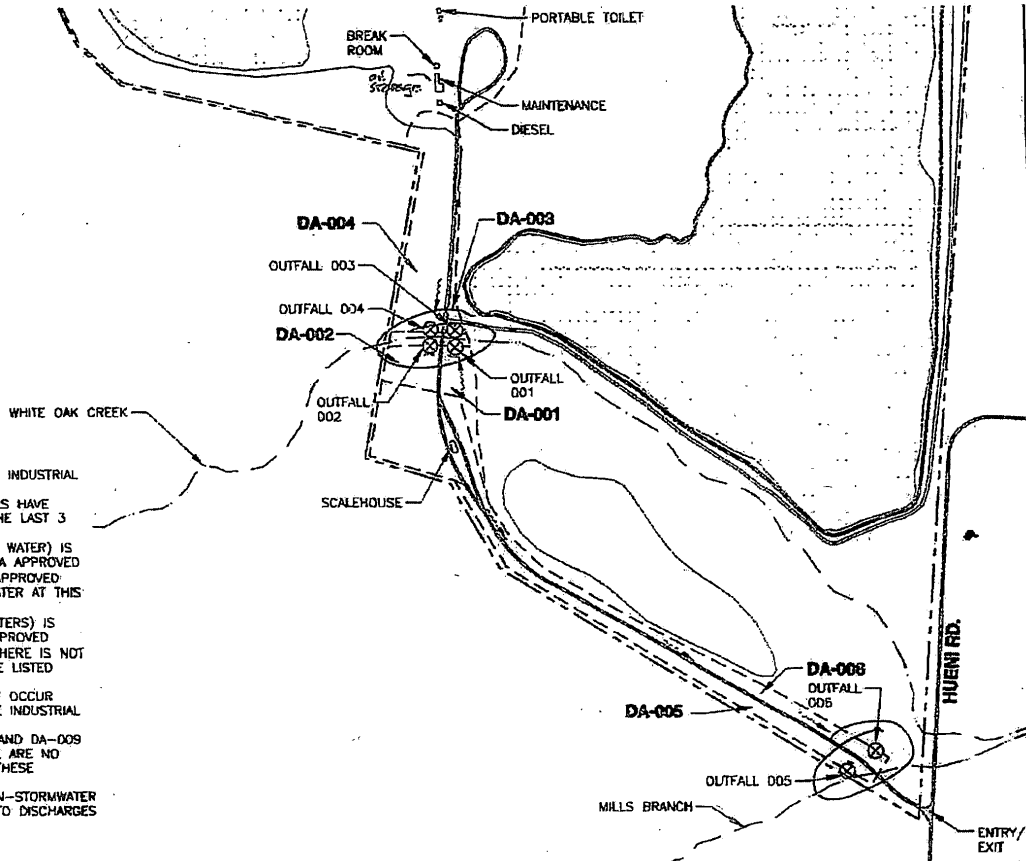 PORTABLE TOILET
BREAK
ROOM
oil
storage
MAINTENANCE
DIESEL
DA-004
DA-003
OUTFALL 003
OUTFALL 004
DA-002
OUTFALL
001
OUTFALL
002
DA-001
WHITE OAK CREEK
SCALEHOUSE
INDUSTRIAL
S HAVE
HE LAST 3
WATER) IS
A APPROVED
APPROVED
TER AT THIS
TERS) IS
PROVED
HERE IS NOT
E LISTED
OCCUR
E INDUSTRIAL
AND DA-009
ARE NO
THESE
N-STORMWATER
TO DISCHARGES
HUENI RD.
DA-006
OUTFALL
006
DA-005
OUTFALL 005
MILLS BRANCH
ENTRY/
EXIT